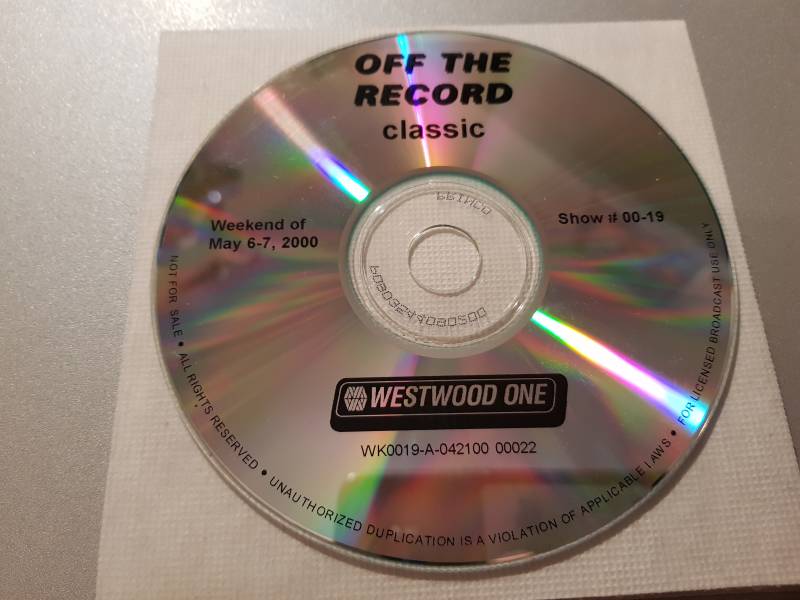 OFF THE
RECORD
classic
Weekend of
May 6-7, 2000
Show # 00-19
WESTWOOD ONE
WK0019-A-042100 00022
NOT FOR SALE • ALL RIGHTS RESERVED • UNAUTHORIZED DUPLICATION IS A VIOLATION OF APPLICABLE LAWS • FOR LICENSED BROADCAST USE ONLY